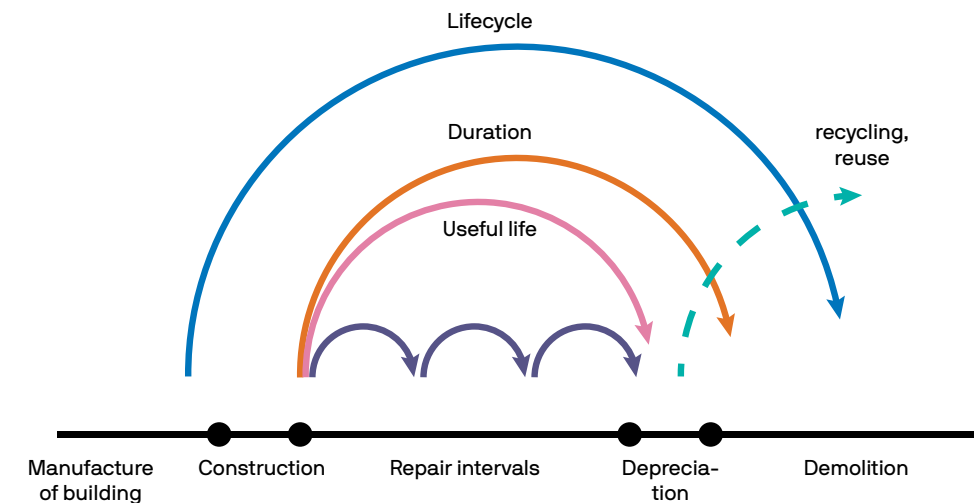 Lifecycle
Duration
recycling,
reuse
Useful life
Manufacture
of building
Construction
Repair intervals
Deprecia-
tion
Demolition